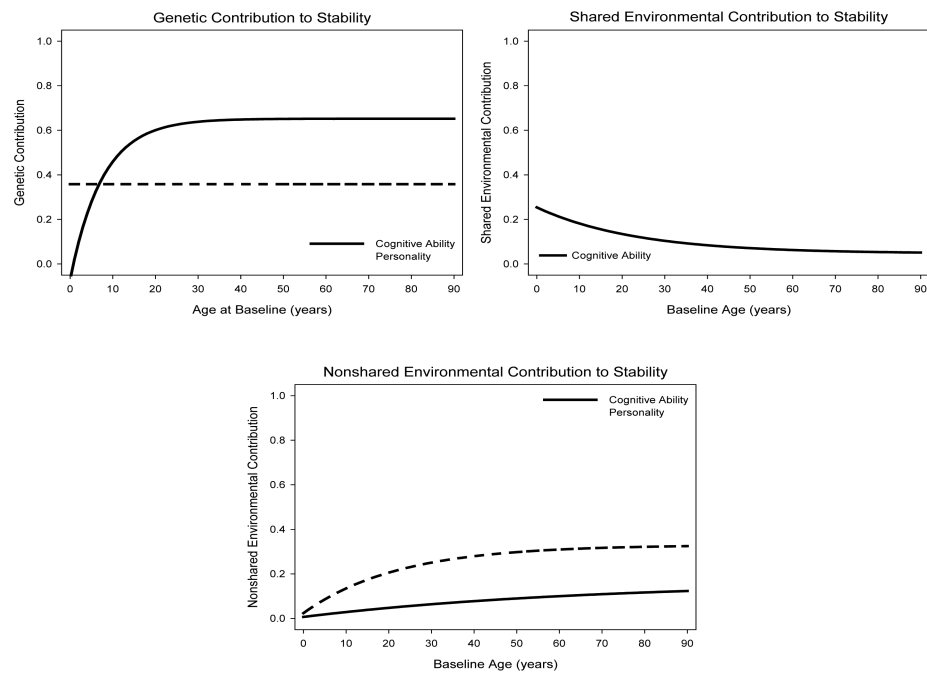 Genetic Contribution to Stability
1.0
0.8
0.6
0.4
0.2
0.0
Genetic Contribution
Cognitive Ability
Personality
0 10 20 30 40 50 60 70 80 90
Age at Baseline (years)
Shared Environmental Contribution to Stability
1.0
0.8
0.6
0.4
0.2
0.0
Shared Environmental Contribution
Cognitive Ability
0 10 20 30 40 50 60 70 80 90
Baseline Age (years)
Nonshared Environmental Contribution to Stability
1.0
0.8
0.6
0.4
0.2
0.0
Nonshared Environmental Contribution
Cognitive Ability
Personality
0 10 20 30 40 50 60 70 80 90
Baseline Age (years)